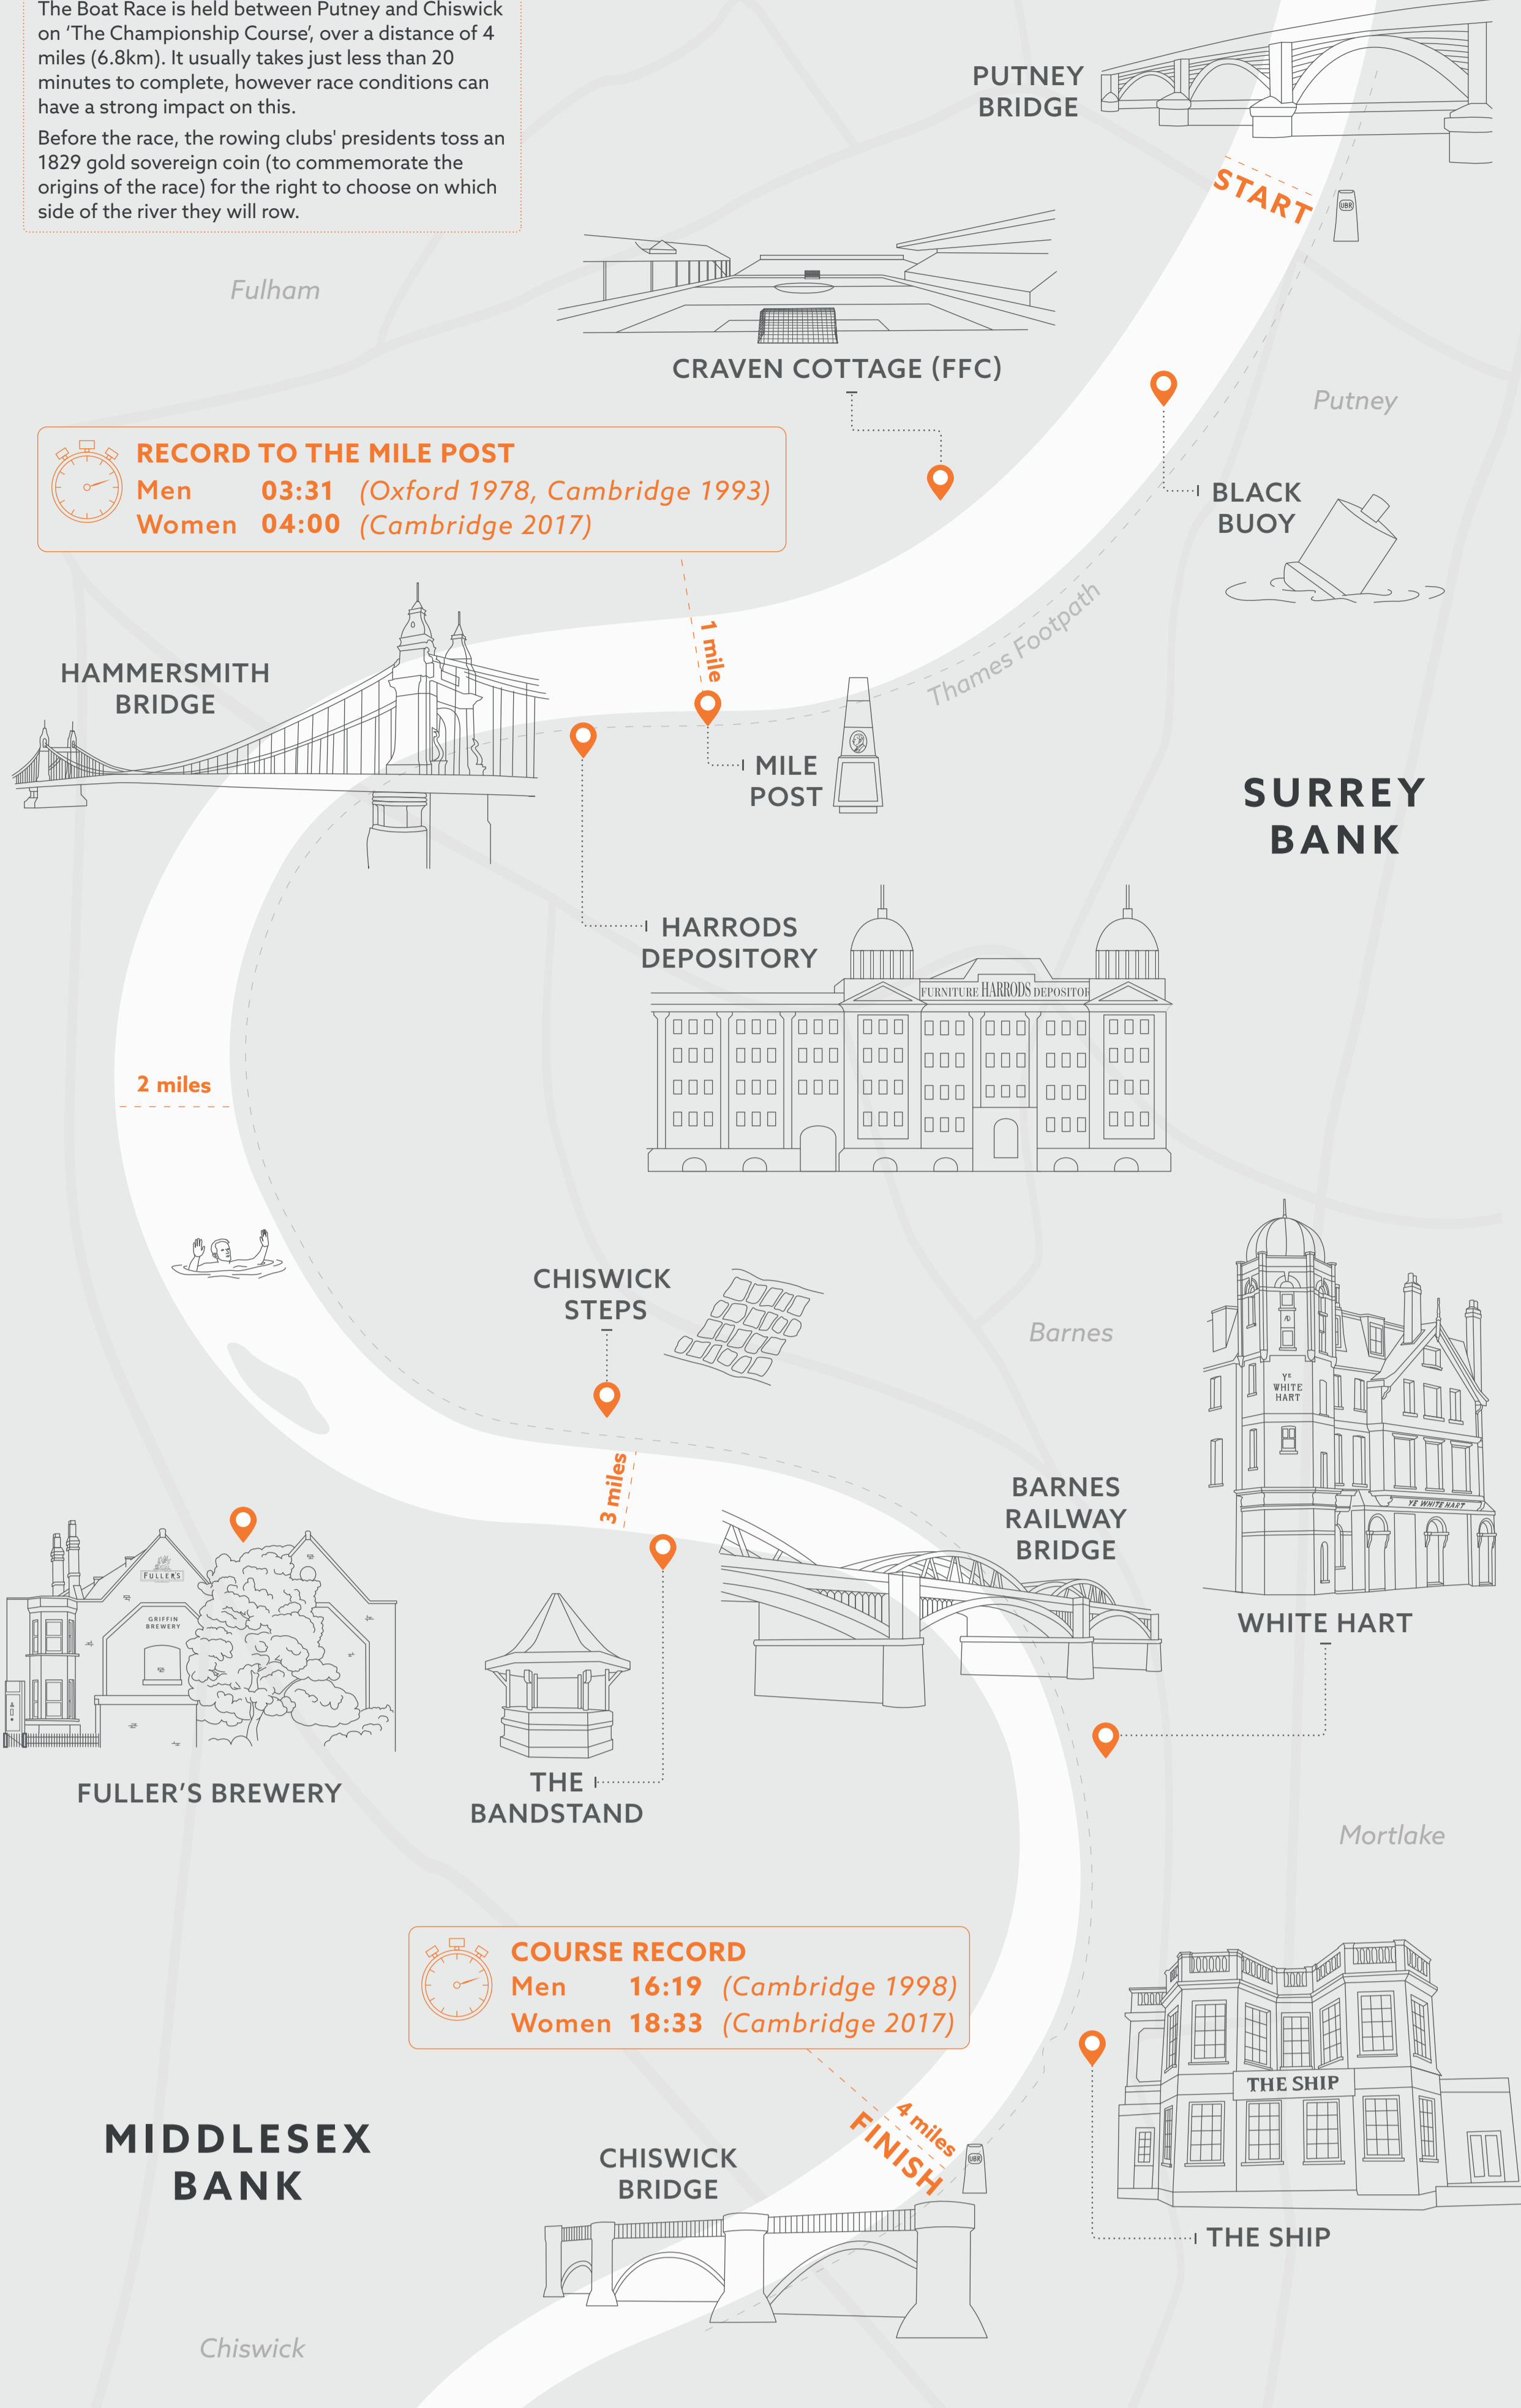 The Boat Race is held between Putney and Chiswick
on ‘The Championship Course’, over a distance of 4
miles (6.8km). It usually takes just less than 20
minutes to complete, however race conditions can
have a strong impact on this.
Before the race, the rowing clubs' presidents toss an
1829 gold sovereign coin (to commemorate the
origins of the race) for the right to choose on which
side of the river they will row.
PUTNEY
BRIDGE
START
UBR
Fulham
CRAVEN COTTAGE (FFC)
Putney
RECORD TO THE MILE POST
Men 03:31 (Oxford 1978, Cambridge 1993)
Women 04:00 (Cambridge 2017)
BLACK
BUOY
Thames Footpath
1 mile
HAMMERSMITH
BRIDGE
MILE
POST
SURREY
BANK
HARRODS
DEPOSITORY
FURNITURE HARRODS DEPOSITOR
2 miles
CHISWICK
STEPS
Barnes
YE
WHITE
HART
YE WHITE HART
3 miles
BARNES
RAILWAY
BRIDGE
WHITE HART
FULLER'S
GRIFFIN
BREWERY
FULLER’S BREWERY
THE
BANDSTAND
Mortlake
COURSE RECORD
Men 16:19 (Cambridge 1998)
Women 18:33 (Cambridge 2017)
THE SHIP
4 miles
FINISH
UBR
MIDDLESEX
BANK
CHISWICK
BRIDGE
THE SHIP
Chiswick